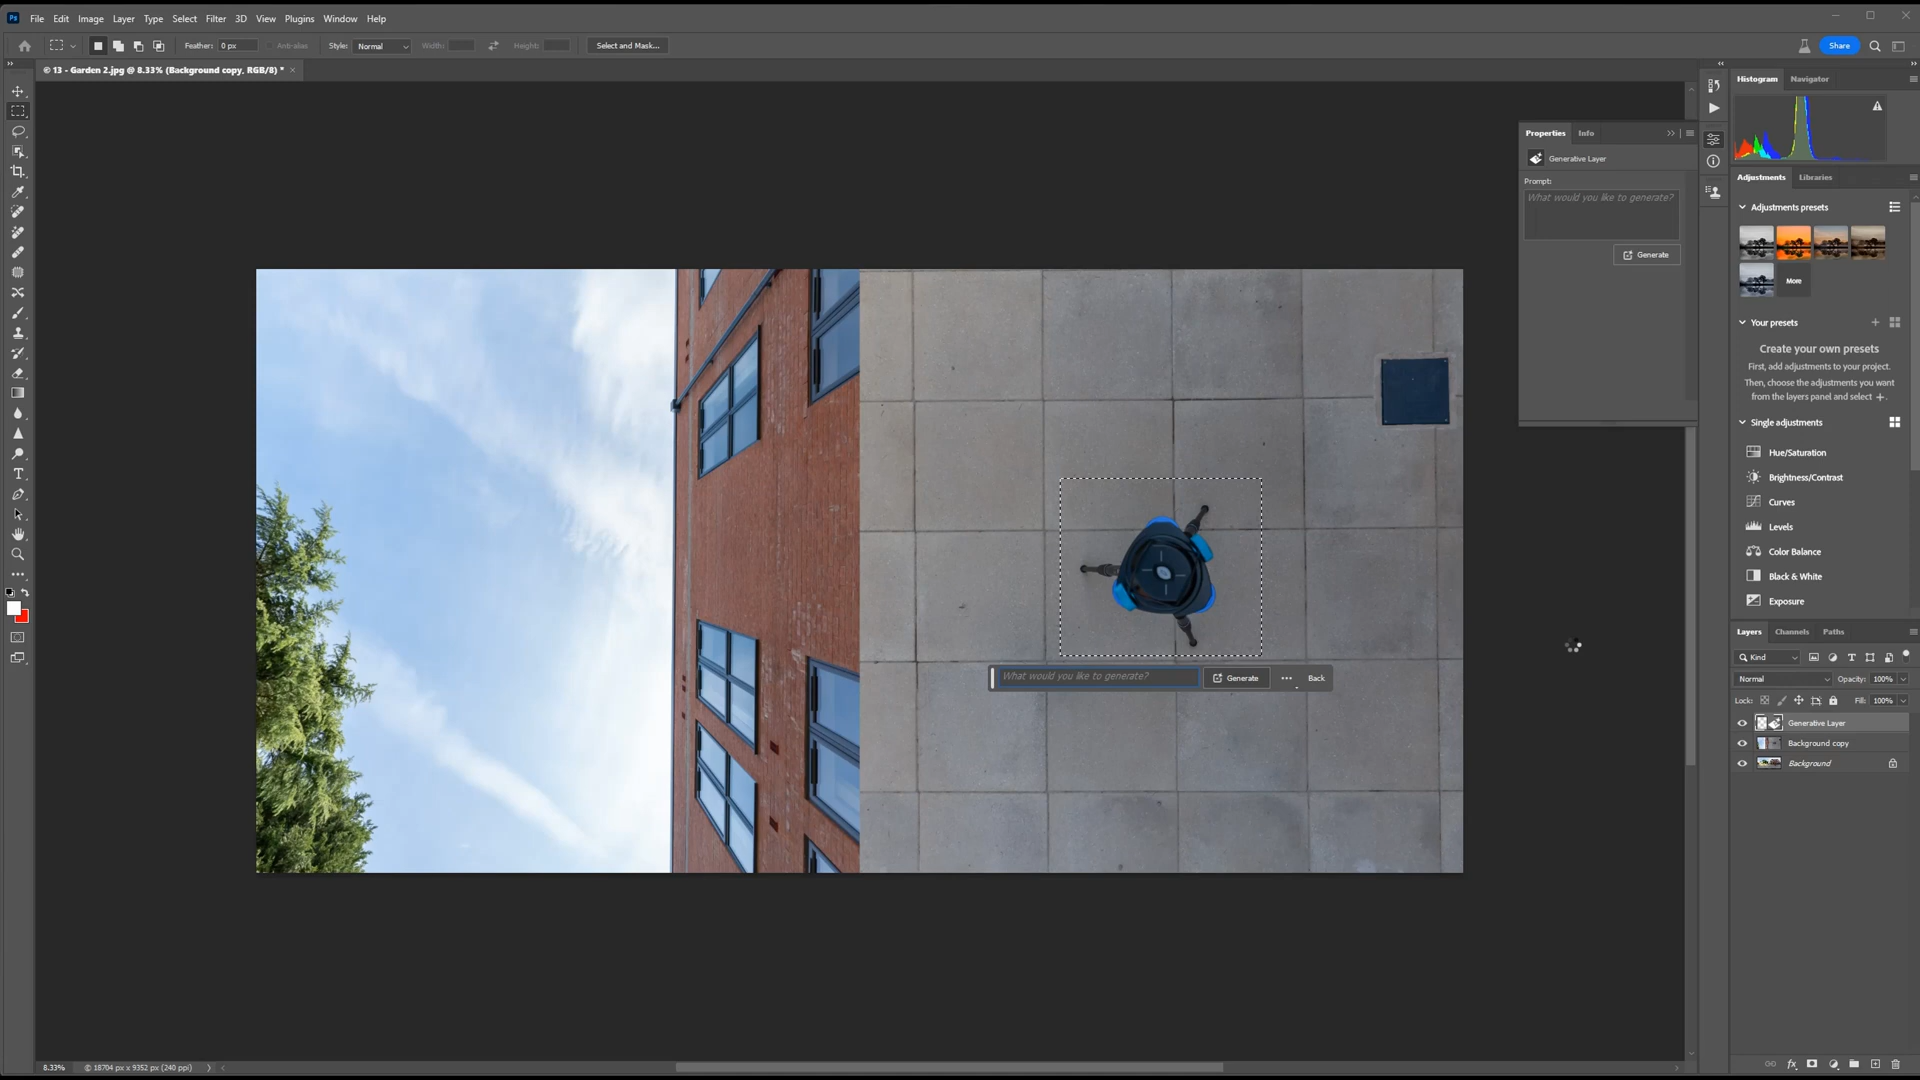 Ps File Edit Image Layer Type Select Filter 3D View Plugins Window Help
Feather: 0 px Anti-alias Style: Normal Width: Height: Select and Mask... Share
© 13 - Garden 2.jpg @ 8.33% (Background copy, RGB/8) * ×
Histogram Navigator
Properties Info
Generative Layer
Prompt:
What would you like to generate?
Generate
Adjustments Libraries
Adjustments presets
More
Your presets
Create your own presets
First, add adjustments to your project.
Then, choose the adjustments you want
from the layers panel and select +.
Single adjustments
Hue/Saturation
Brightness/Contrast
Curves
Levels
Color Balance
Black & White
Exposure
What would you like to generate? Generate ... Back
Layers Channels Paths
Kind
Normal Opacity: 100%
Lock: Fill: 100%
Generative Layer
Background copy
Background
8.33% © 18704 px x 9352 px (240 ppi)
fx